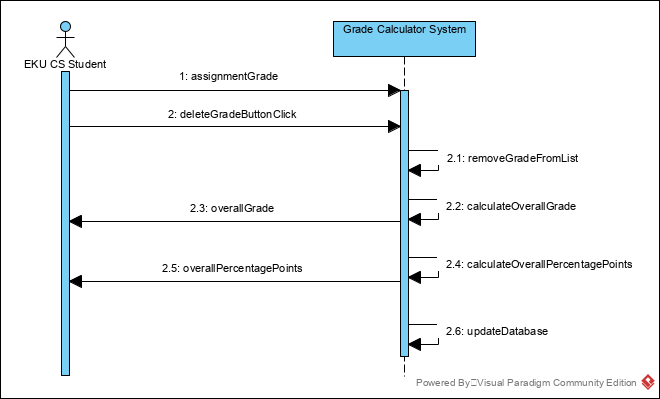 Grade Calculator System
EKU CS Student
1: assignmentGrade
2: deleteGradeButtonClick
2.1: removeGradeFromList
2.2: calculateOverallGrade
2.3: overallGrade
2.4: calculateOverallPercentagePoints
2.5: overallPercentagePoints
2.6: updateDatabase
Powered By Visual Paradigm Community Edition